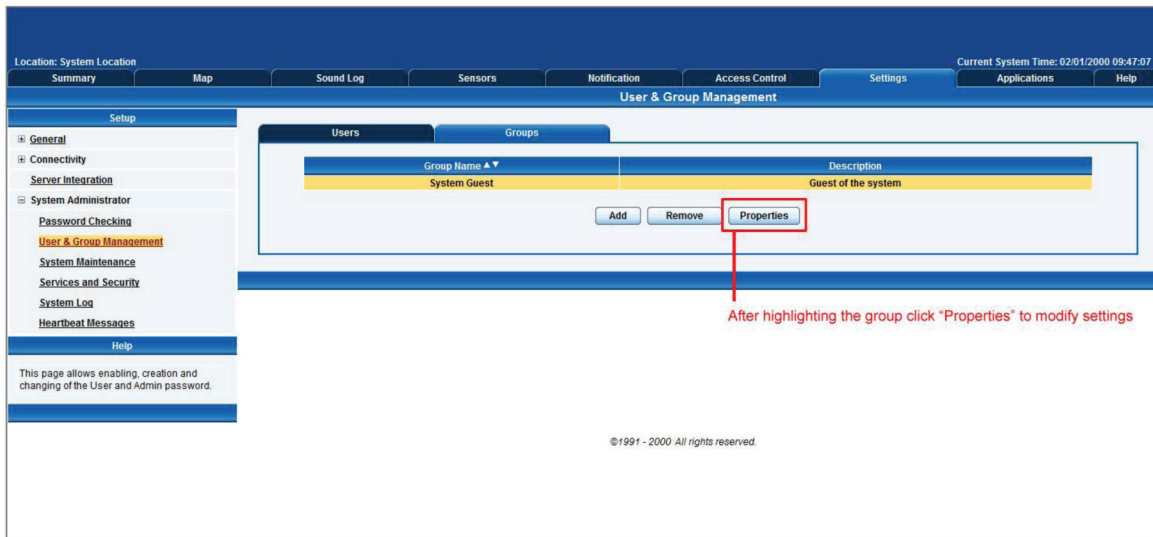 Location: System Location
Current System Time: 02/01/2000 09:47:07
Summary Map Sound Log Sensors Notification Access Control Settings Applications Help
User & Group Management
Setup
General
Connectivity
Server Integration
System Administrator
Password Checking
User & Group Management
System Maintenance
Services and Security
System Log
Heartbeat Messages
Help
This page allows enabling, creation and
changing of the User and Admin password.
Users Groups
Group Name ▲▼ Description
System Guest Guest of the system
Add Remove Properties
After highlighting the group click “Properties” to modify settings
©1991 - 2000 All rights reserved.